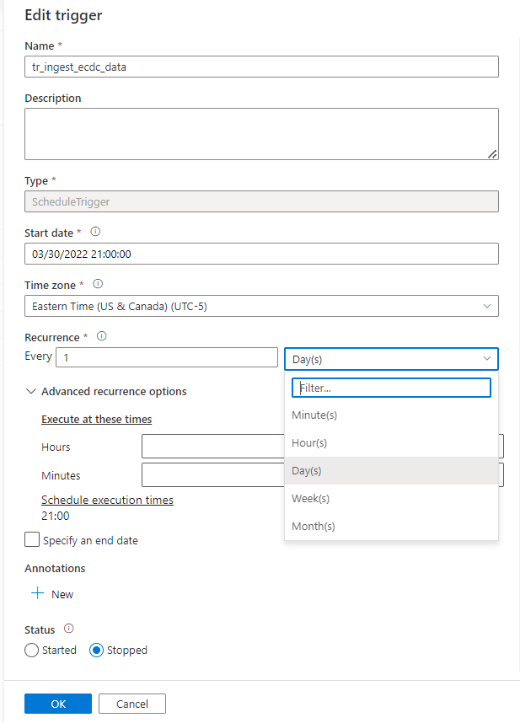 Edit trigger
Name *
tr_ingest_ecdc_data
Description
Type *
ScheduleTrigger
Start date *
03/30/2022 21:00:00
Time zone *
Eastern Time (US & Canada) (UTC-5)
Recurrence *
Every 1 Day(s)
Filter...
Advanced recurrence options
Minute(s)
Execute at these times
Hours
Hour(s)
Minutes
Day(s)
Schedule execution times
Week(s)
21:00
Month(s)
Specify an end date
Annotations
New
Status
Started Stopped
OK Cancel